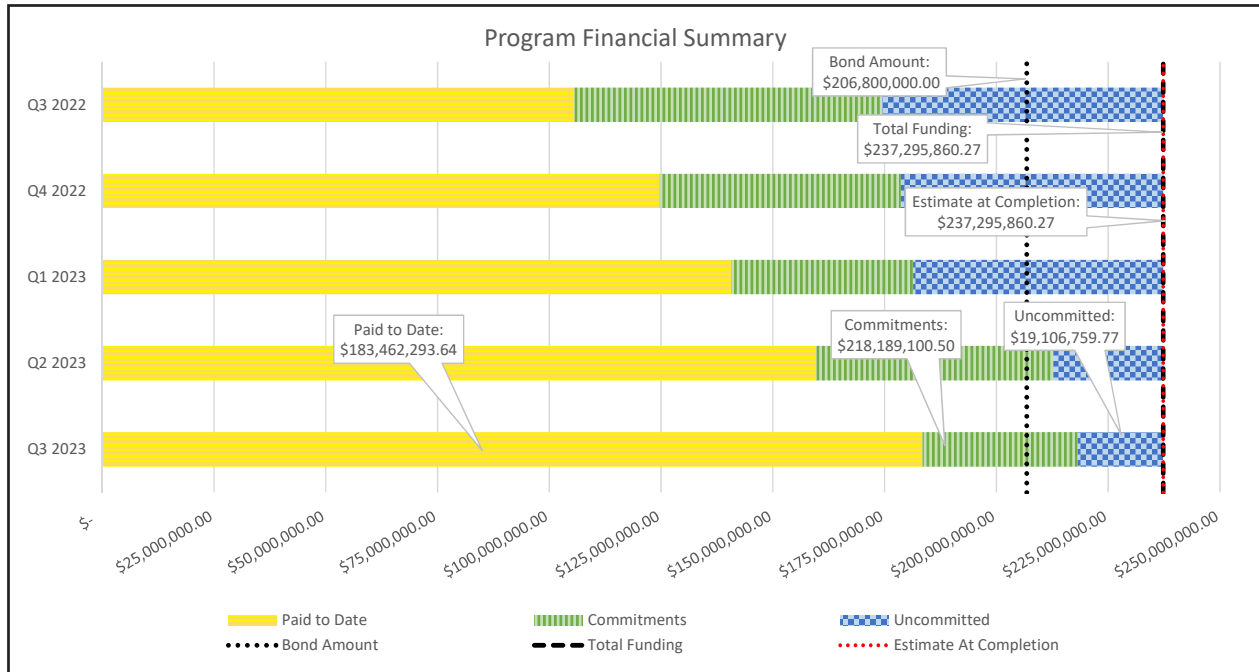 Program Financial Summary
Bond Amount:
$206,800,000.00
Q3 2022
Total Funding:
$237,295,860.27
Q4 2022
Estimate at Completion:
$237,295,860.27
Q1 2023
Paid to Date:
$183,462,293.64
Commitments:
$218,189,100.50
Uncommitted:
$19,106,759.77
Q2 2023
Q3 2023
$-
$25,000,000.00
$50,000,000.00
$75,000,000.00
$100,000,000.00
$125,000,000.00
$150,000,000.00
$175,000,000.00
$200,000,000.00
$225,000,000.00
$250,000,000.00
Paid to Date
Commitments
Uncommitted
Bond Amount
Total Funding
Estimate At Completion